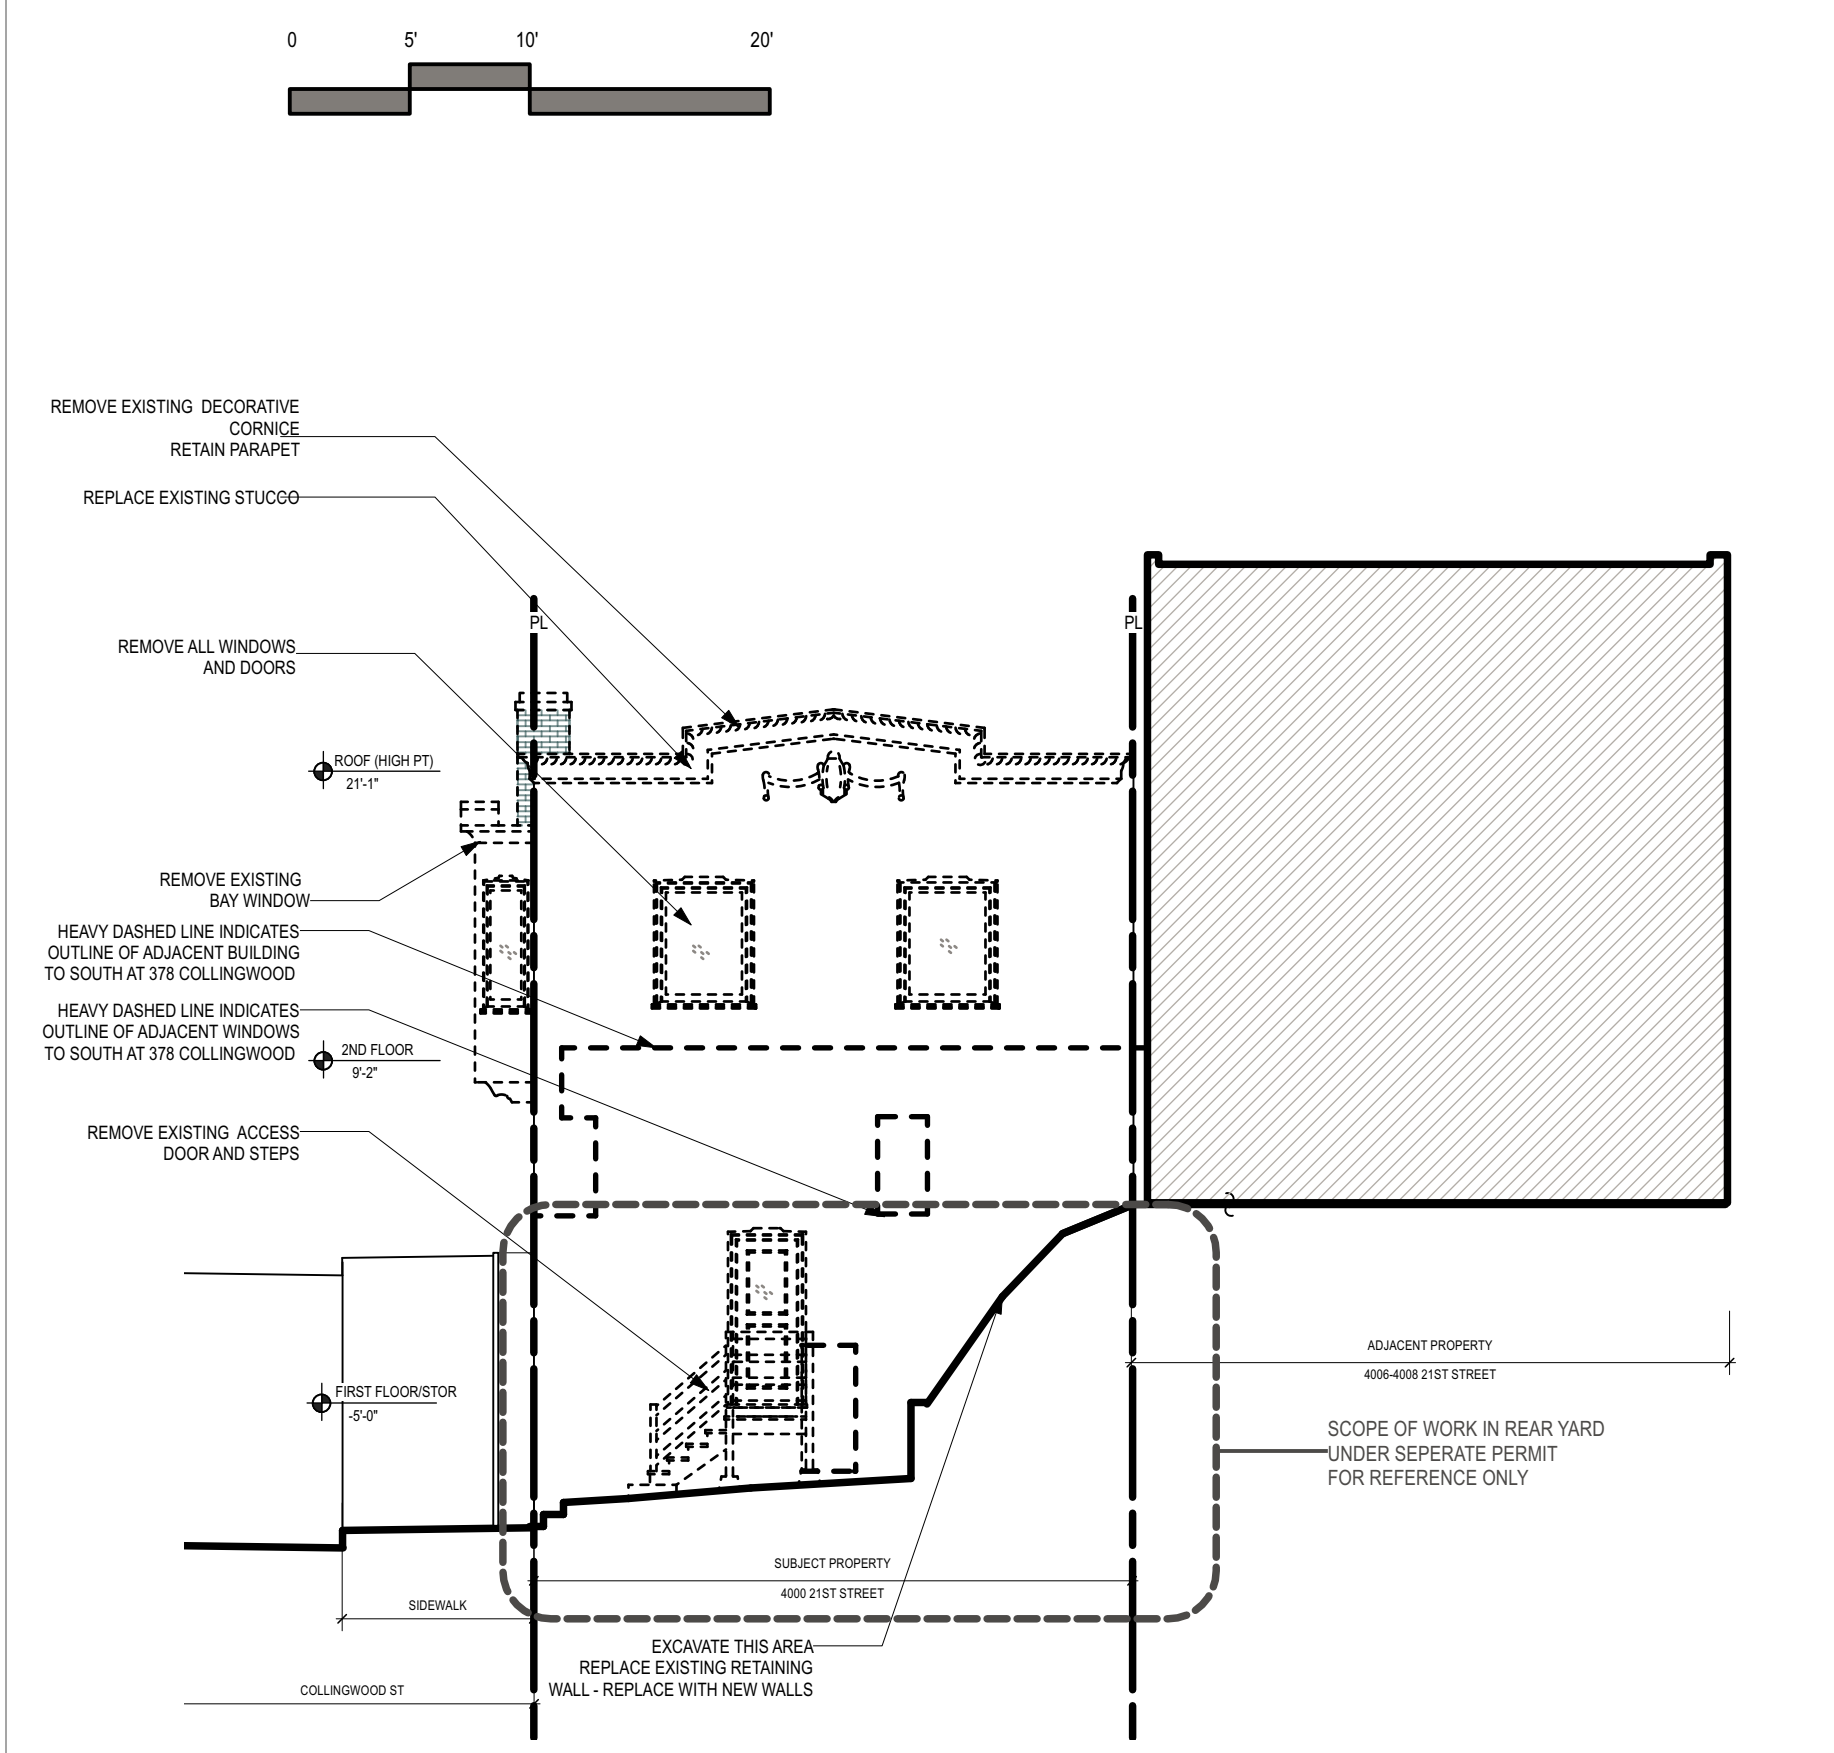 0 5' 10' 20'
REMOVE EXISTING DECORATIVE
CORNICE
RETAIN PARAPET
REPLACE EXISTING STUCCO
PL
PL
REMOVE ALL WINDOWS
AND DOORS
ROOF (HIGH PT)
21'-1"
REMOVE EXISTING
BAY WINDOW
HEAVY DASHED LINE INDICATES
OUTLINE OF ADJACENT BUILDING
TO SOUTH AT 378 COLLINGWOOD
HEAVY DASHED LINE INDICATES
OUTLINE OF ADJACENT WINDOWS
TO SOUTH AT 378 COLLINGWOOD
2ND FLOOR
9'-2"
REMOVE EXISTING ACCESS
DOOR AND STEPS
ADJACENT PROPERTY
4006-4008 21ST STREET
FIRST FLOOR/STOR
-5'-0"
SCOPE OF WORK IN REAR YARD
UNDER SEPERATE PERMIT
FOR REFERENCE ONLY
SUBJECT PROPERTY
4000 21ST STREET
SIDEWALK
EXCAVATE THIS AREA
REPLACE EXISTING RETAINING
WALL - REPLACE WITH NEW WALLS
COLLINGWOOD ST